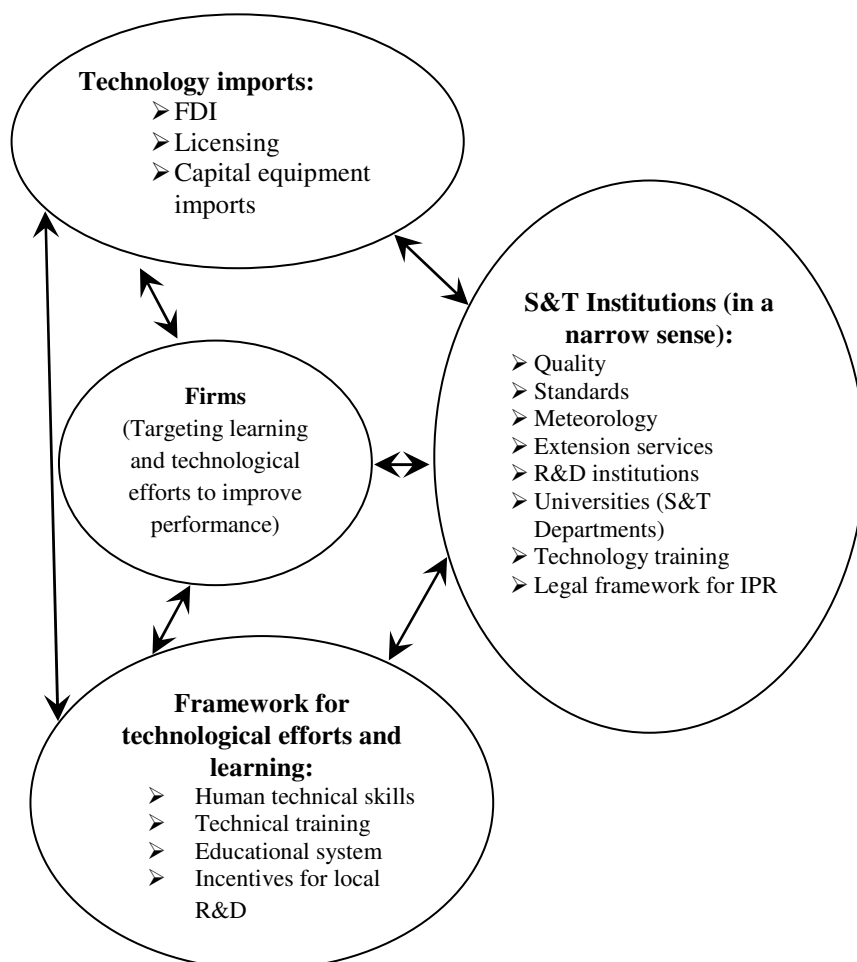 Technology imports:
➢ FDI
➢ Licensing
➢ Capital equipment
imports
S&T Institutions (in a
narrow sense):
➢ Quality
➢ Standards
➢ Meteorology
➢ Extension services
➢ R&D institutions
➢ Universities (S&T
Departments)
➢ Technology training
➢ Legal framework for IPR
Firms
(Targeting learning
and technological
efforts to improve
performance)
Framework for
technological efforts and
learning:
➢ Human technical skills
➢ Technical training
➢ Educational system
➢ Incentives for local
R&D